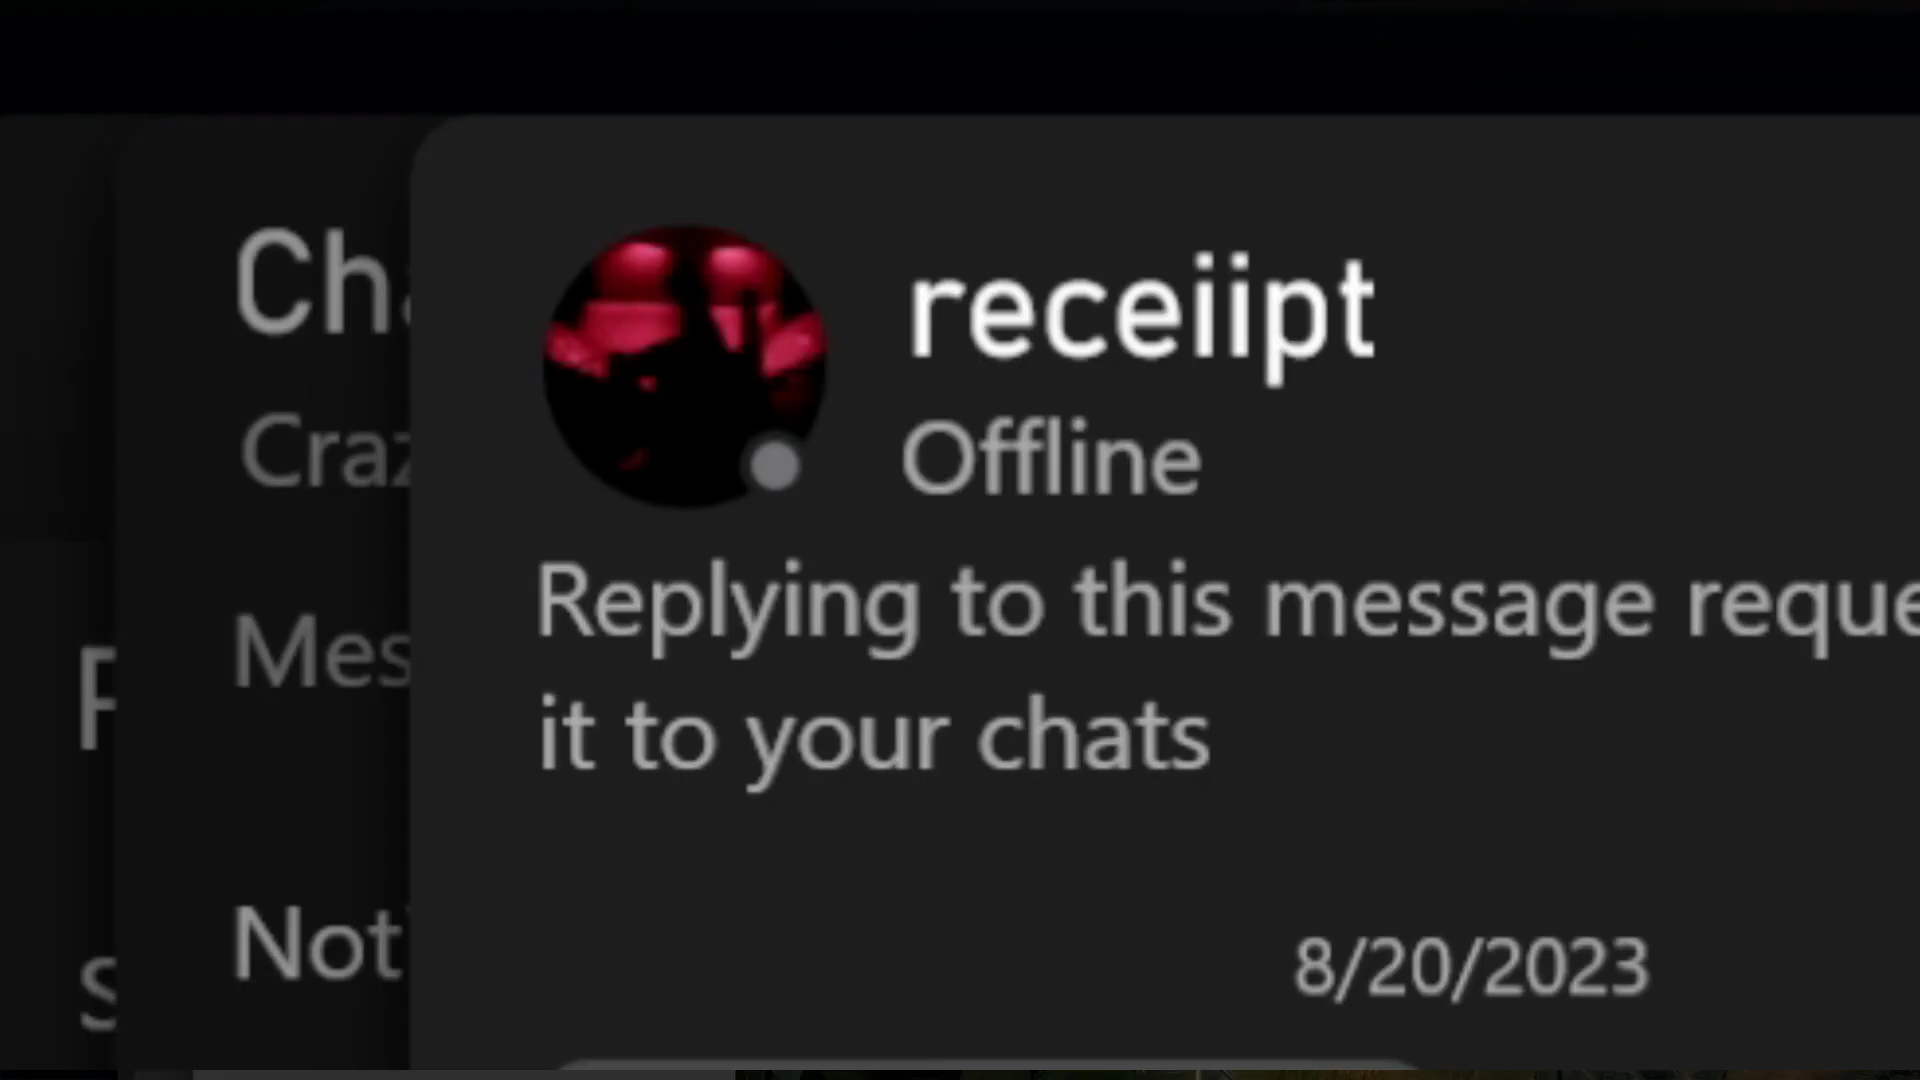 receiipt
Offline
Replying to this message reque
it to your chats
8/20/2023
Ch
Craz
Mes
Not